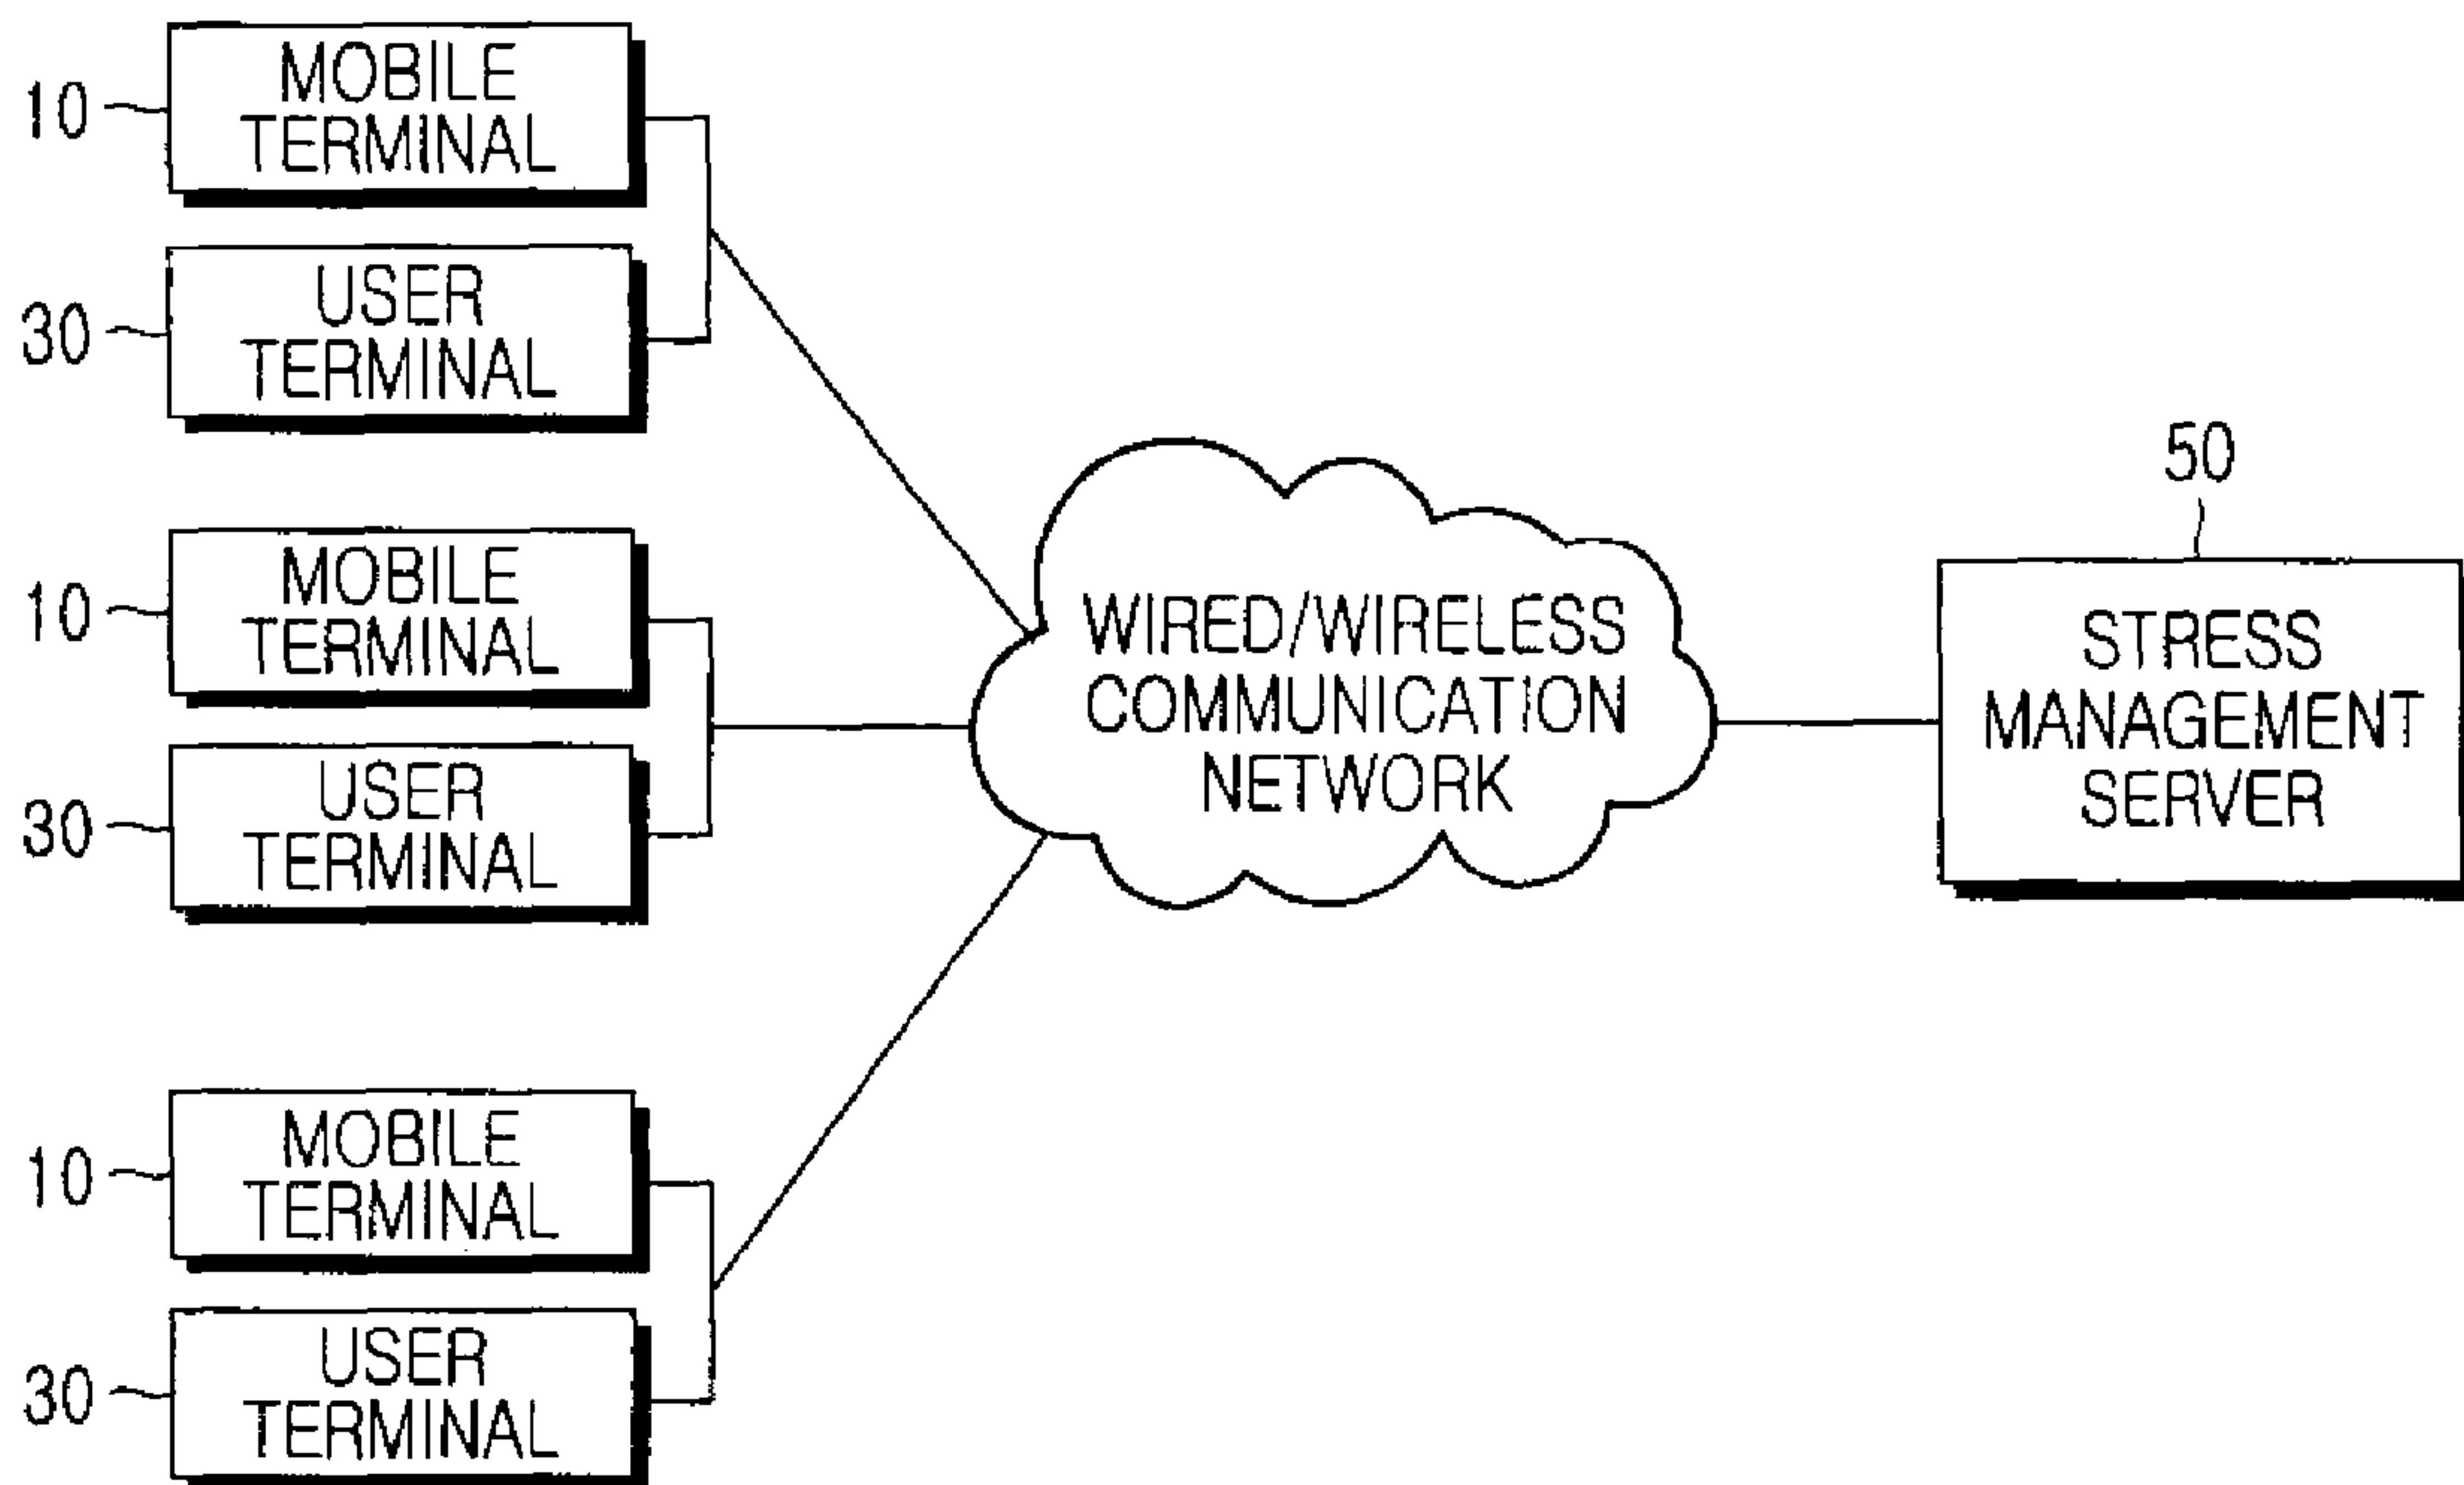 10
MOBILE
TERMINAL
30
USER
TERMINAL
10
MOBILE
TERMINAL
30
USER
TERMINAL
10
MOBILE
TERMINAL
30
USER
TERMINAL
WIRED/WIRELESS
COMMUNICATION
NETWORK
50
STRESS
MANAGEMENT
SERVER